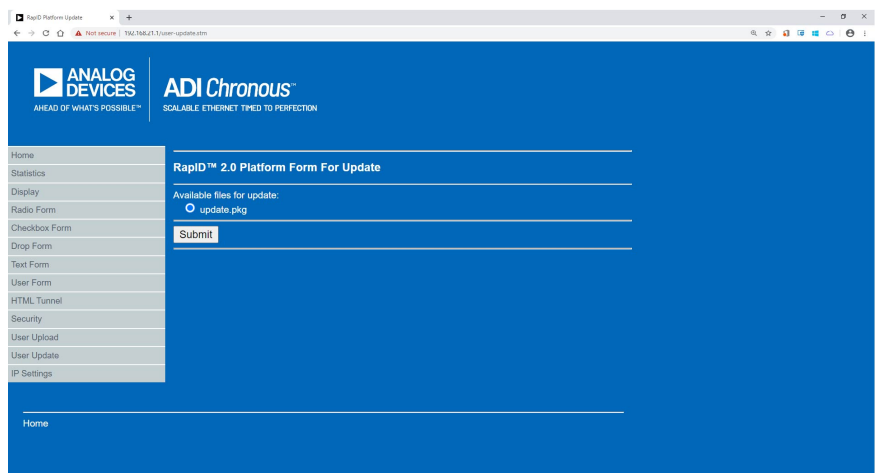 RapID Platform Update
Not secure | 192.168.21.1/user-update.stm
ANALOG
DEVICES
AHEAD OF WHAT'S POSSIBLE™
ADI Chronous™
SCALABLE ETHERNET TIMED TO PERFECTION
Home
Statistics
Display
Radio Form
Checkbox Form
Drop Form
Text Form
User Form
HTML Tunnel
Security
User Upload
User Update
IP Settings
RapID™ 2.0 Platform Form For Update
Available files for update:
update.pkg
Submit
Home